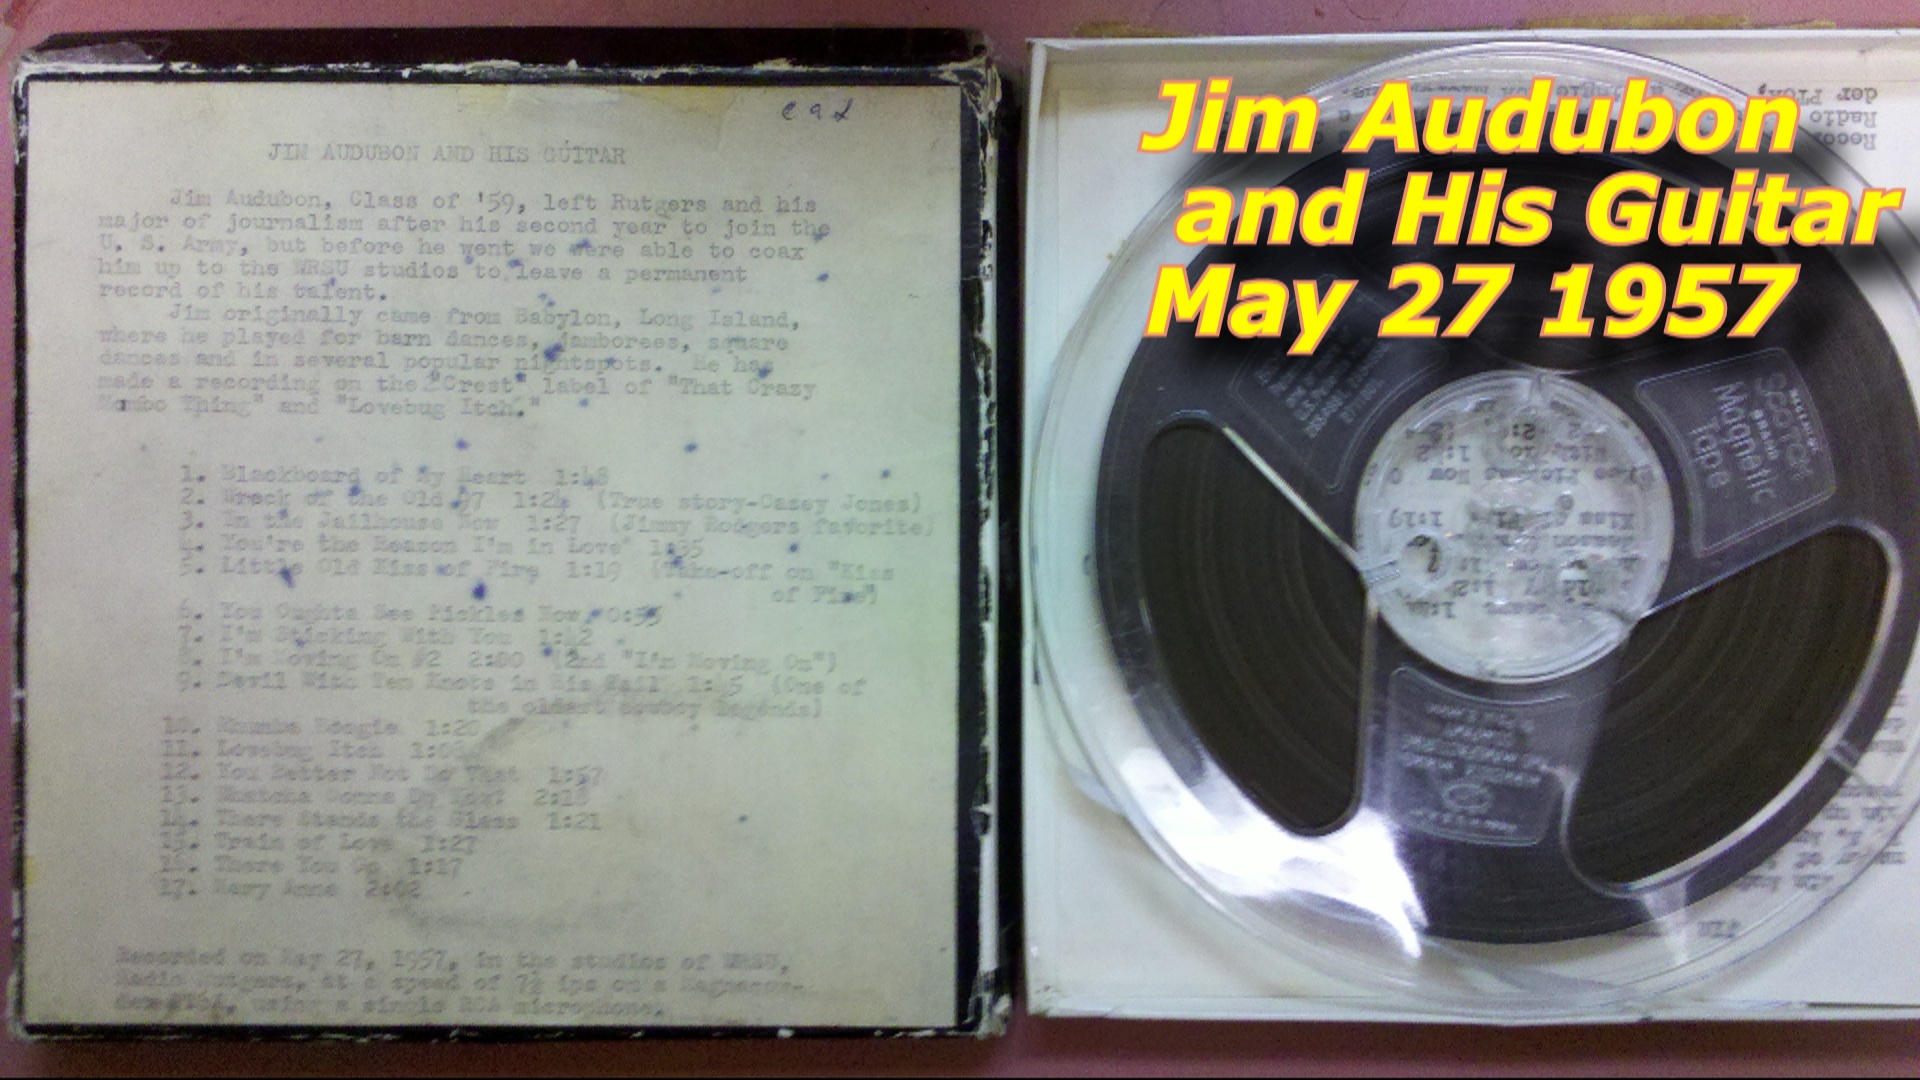 JIM AUDUBON AND HIS GUITAR
Jim Audubon, Class of '59, left Rutgers and his
major of journalism after his second year to join the
U. S. Army, but before he went we were able to coax
him up to the WRSU studios to leave a permanent
record of his talent.
Jim originally came from Babylon, Long Island,
where he played for barn dances, jamborees, square
dances and in several popular nightspots. He has
made a recording on the "Crest" label of "That Crazy
Mambo Thing" and "Lovebug Itch."
1. Blackboard of My Heart 1:48
2. Wreck of the Old 97 1:24 (True story-Casey Jones)
3. In the Jailhouse Now 1:27 (Jimmy Rodgers favorite)
4. You're the Reason I'm in Love 1:35
5. Little Old Kiss of Fire 1:19 (Take-off on "Kiss
of Fire")
6. You Oughta See Pickles Now 0:55
7. I'm Sticking With You 1:42
8. I'm Moving On #2 2:00 (2nd "I'm Moving On")
9. Devil With Ten Knots in His Tail 1:45 (One of
the oldest cowboy legends)
10. Rhumba Boogie 1:20
11. Lovebug Itch
12. You Better Not Do That 1:57
13. Whatcha Gonna Do Now? 2:18
14. There Stands the Glass 1:21
15. Train of Love 1:27
16. There You Go 1:17
17. Mary Anne 2:02
Recorded on May 27, 1957, in the studios of WRSU,
Radio Rutgers, at a speed of 7½ ips on a Magnecor-
using a single RCA microphone.
Jim Audubon
and His Guitar
May 27 1957
SCOTCH
BRAND
Magnetic
Tape